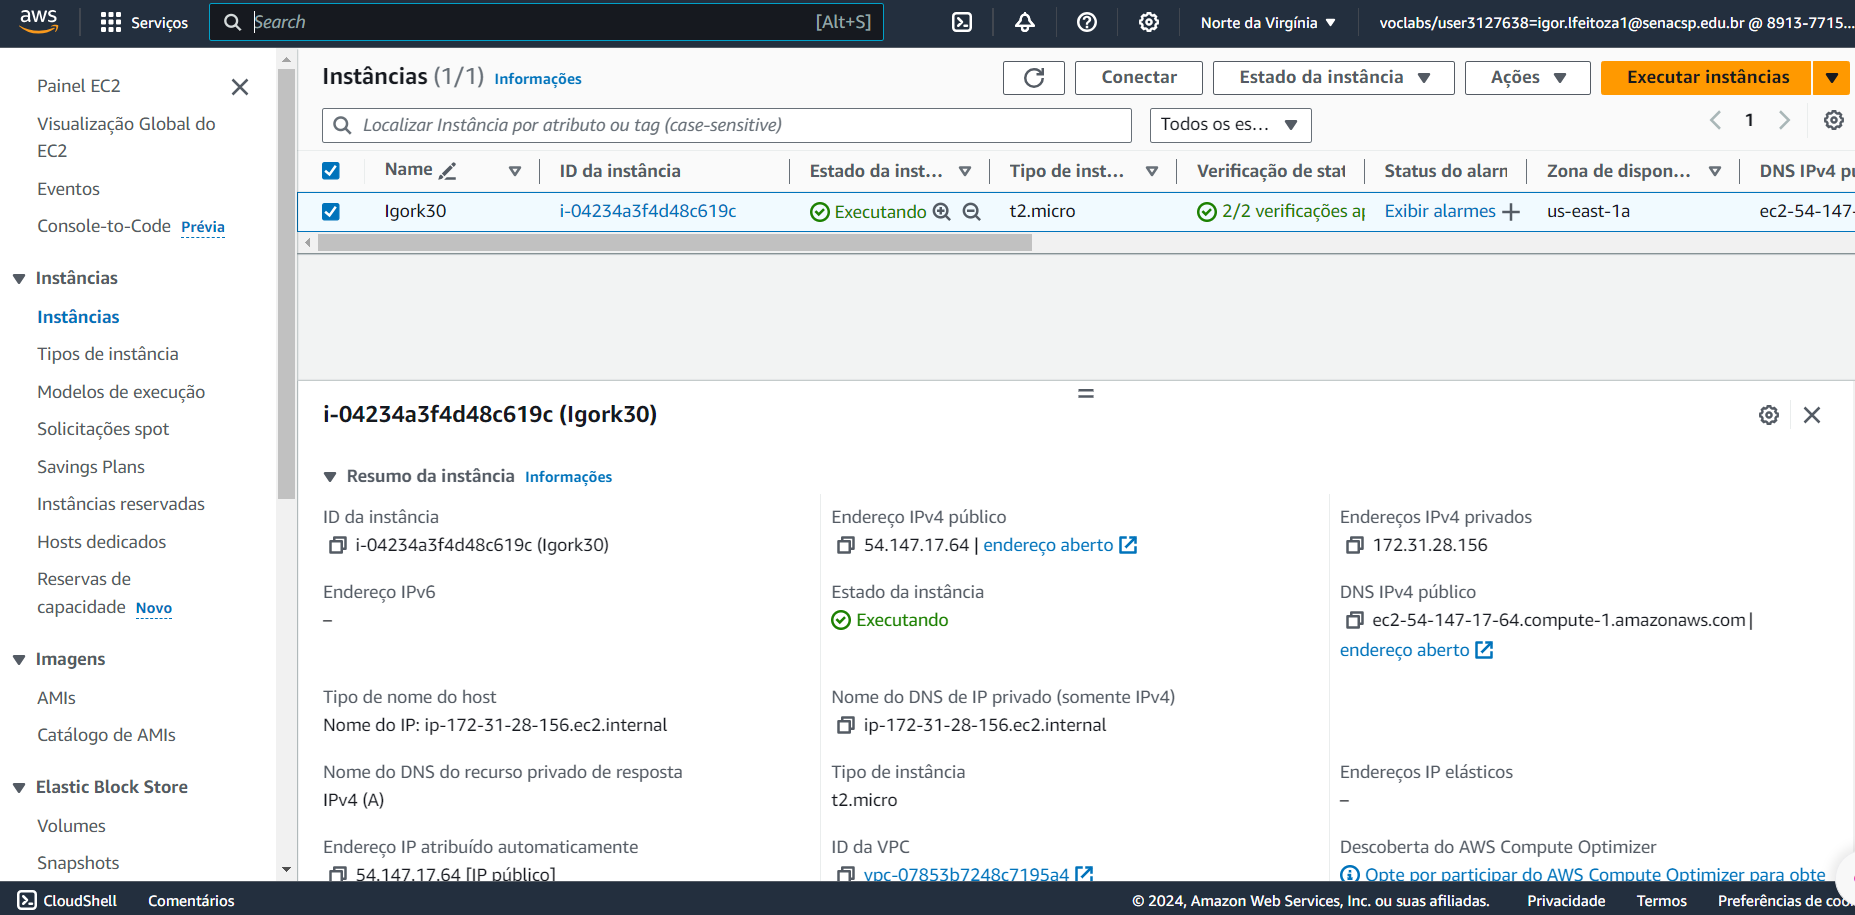 aws
Serviços
Search
[Alt+S]
Norte da Virgínia
voclabs/user3127638=igor.lfeitoza1@senacsp.edu.br @ 8913-7715...
Painel EC2
Visualização Global do
EC2
Eventos
Console-to-Code Prévia
Instâncias
Instâncias
Tipos de instância
Modelos de execução
Solicitações spot
Savings Plans
Instâncias reservadas
Hosts dedicados
Reservas de
capacidade Novo
Imagens
AMIs
Catálogo de AMIs
Elastic Block Store
Volumes
Snapshots
Instâncias (1/1) Informações
Conectar
Estado da instância
Ações
Executar instâncias
Localizar Instância por atributo ou tag (case-sensitive)
Todos os es...
1
Name ID da instância Estado da inst... Tipo de inst... Verificação de stat Status do alarn Zona de dispon... DNS IPv4 pú
Igork30 i-04234a3f4d48c619c Executando t2.micro 2/2 verificações ap Exibir alarmes us-east-1a ec2-54-147-
i-04234a3f4d48c619c (Igork30)
Resumo da instância Informações
ID da instância
i-04234a3f4d48c619c (Igork30)
Endereço IPv4 público
54.147.17.64 | endereço aberto
Endereços IPv4 privados
172.31.28.156
Endereço IPv6
–
Estado da instância
Executando
DNS IPv4 público
ec2-54-147-17-64.compute-1.amazonaws.com |
endereço aberto
Tipo de nome do host
Nome do IP: ip-172-31-28-156.ec2.internal
Nome do DNS de IP privado (somente IPv4)
ip-172-31-28-156.ec2.internal
Nome do DNS do recurso privado de resposta
IPv4 (A)
Tipo de instância
t2.micro
Endereços IP elásticos
–
Endereço IP atribuído automaticamente
54.147.17.64 [IP público]
ID da VPC
vpc-07853b7248c7195a4
Descoberta do AWS Compute Optimizer
Opte por participar do AWS Compute Optimizer para obte
CloudShell
Comentários
© 2024, Amazon Web Services, Inc. ou suas afiliadas.
Privacidade
Termos
Preferências de coo